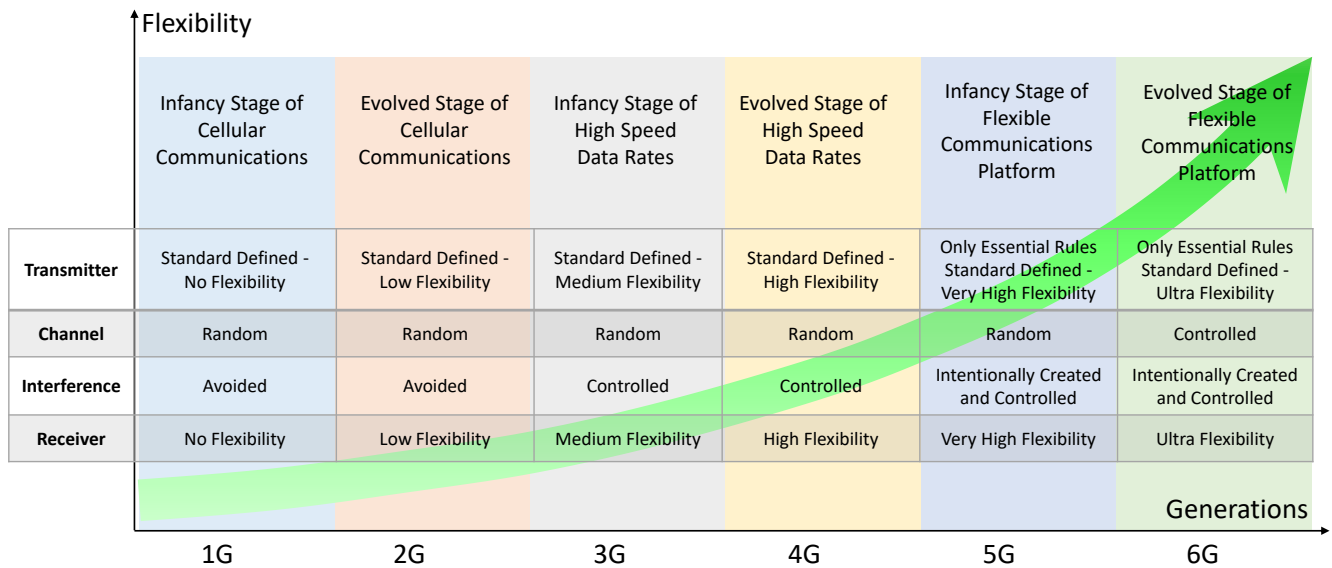 Flexibility
Infancy Stage of
Cellular
Communications
Evolved Stage of
Cellular
Communications
Infancy Stage of
High Speed
Data Rates
Evolved Stage of
High Speed
Data Rates
Infancy Stage of
Flexible
Communications
Platform
Evolved Stage of
Flexible
Communications
Platform
Transmitter
Standard Defined -
No Flexibility
Standard Defined -
Low Flexibility
Standard Defined -
Medium Flexibility
Standard Defined -
High Flexibility
Only Essential Rules
Standard Defined -
Very High Flexibility
Only Essential Rules
Standard Defined -
Ultra Flexibility
Channel
Random
Random
Random
Random
Random
Controlled
Interference
Avoided
Avoided
Controlled
Controlled
Intentionally Created
and Controlled
Intentionally Created
and Controlled
Receiver
No Flexibility
Low Flexibility
Medium Flexibility
High Flexibility
Very High Flexibility
Ultra Flexibility
Generations
1G
2G
3G
4G
5G
6G